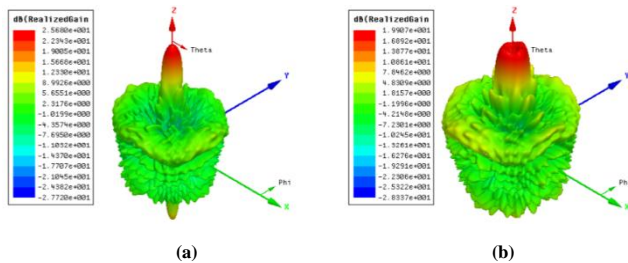 dB(RealizedGain
2.5680e+001
2.2343e+001
1.9005e+001
1.5668e+001
1.2330e+001
8.9926e+000
5.6551e+000
2.3176e+000
-1.0199e+000
-4.3574e+000
-7.6950e+000
-1.1032e+001
-1.4370e+001
-1.7707e+001
-2.1045e+001
-2.4382e+001
-2.7720e+001
Z
Theta
Y
Phi
X
(a)
dB(RealizedGain
1.9907e+001
1.6892e+001
1.3877e+001
1.0861e+001
7.8462e+000
4.8309e+000
1.8157e+000
-1.1996e+000
-4.2148e+000
-7.2301e+000
-1.0245e+001
-1.3261e+001
-1.6276e+001
-1.9291e+001
-2.2306e+001
-2.5322e+001
-2.8337e+001
Z
Theta
Y
Phi
X
(b)